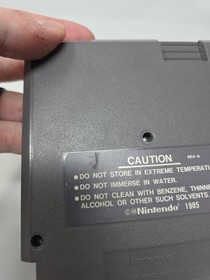 CAUTION REV-A
•DO NOT STORE IN EXTREME TEMPERATU
•DO NOT IMMERSE IN WATER.
•DO NOT CLEAN WITH BENZENE, THINNE
ALCOHOL OR OTHER SUCH SOLVENTS.
©Ⓜ Nintendo® 1985